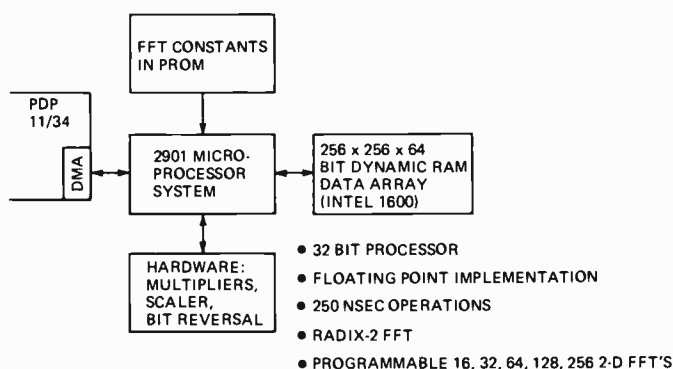 FFT CONSTANTS
IN PROM
PDP
11/34
DMA
2901 MICRO-
PROCESSOR
SYSTEM
256 x 256 x 64
BIT DYNAMIC RAM
DATA ARRAY
(INTEL 1600)
HARDWARE:
MULTIPLIERS,
SCALER,
BIT REVERSAL
• 32 BIT PROCESSOR
• FLOATING POINT IMPLEMENTATION
• 250 NSEC OPERATIONS
• RADIX-2 FFT
• PROGRAMMABLE 16, 32, 64, 128, 256 2-D FFT'S